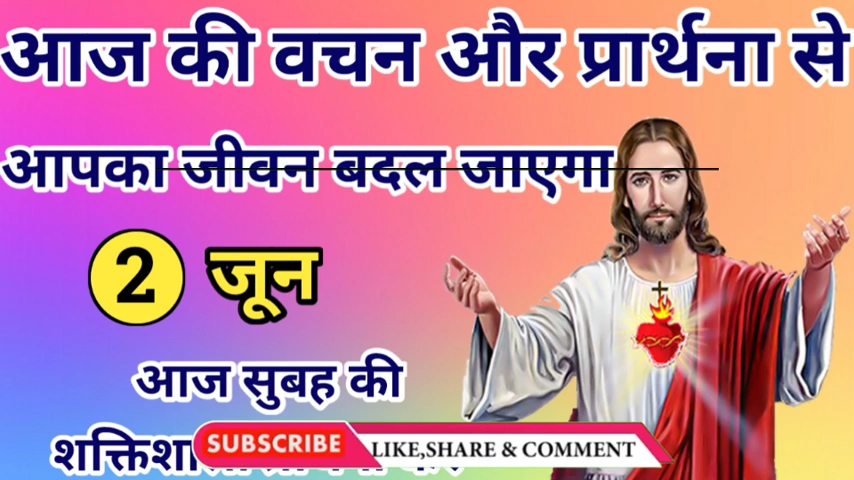 आज की वचन और प्रार्थना से
आपका जीवन बदल जाएगा
2 जून
आज सुबह की
SUBSCRIBE LIKE,SHARE & COMMENT